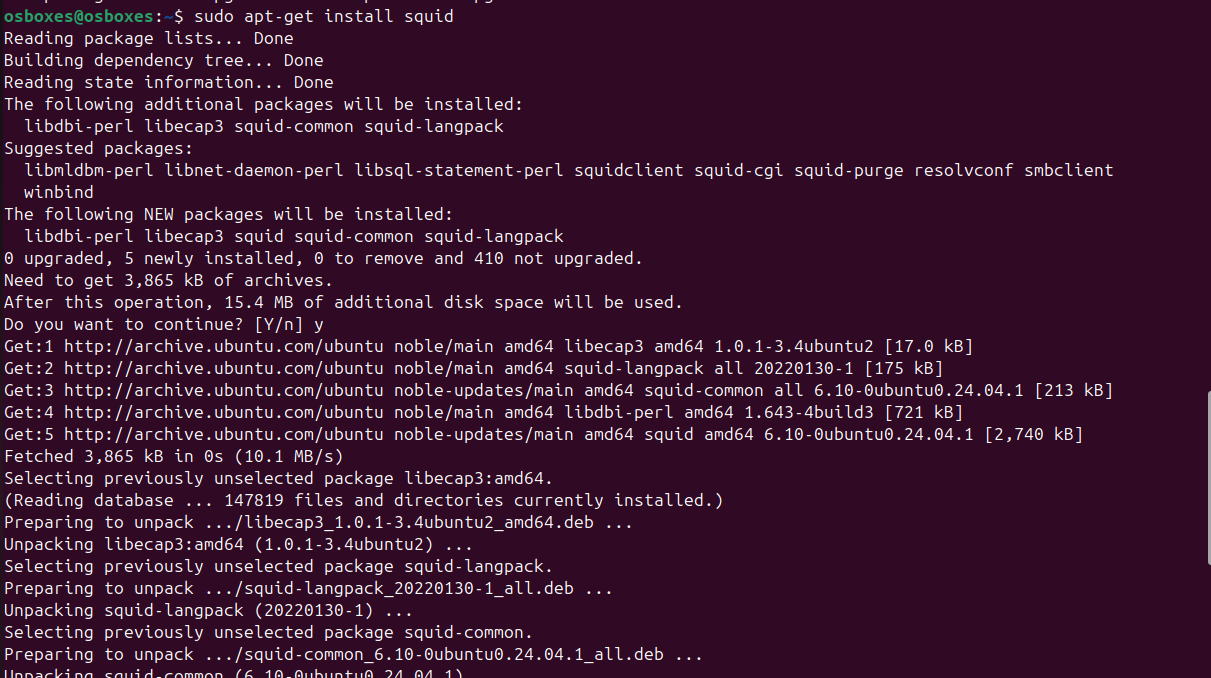 osboxes@osboxes:~$ sudo apt-get install squid
Reading package lists... Done
Building dependency tree... Done
Reading state information... Done
The following additional packages will be installed:
  libdbi-perl libecap3 squid-common squid-langpack
Suggested packages:
  libmldbm-perl libnet-daemon-perl libsql-statement-perl squidclient squid-cgi squid-purge resolvconf smbclient
  winbind
The following NEW packages will be installed:
  libdbi-perl libecap3 squid squid-common squid-langpack
0 upgraded, 5 newly installed, 0 to remove and 410 not upgraded.
Need to get 3,865 kB of archives.
After this operation, 15.4 MB of additional disk space will be used.
Do you want to continue? [Y/n] y
Get:1 http://archive.ubuntu.com/ubuntu noble/main amd64 libecap3 amd64 1.0.1-3.4ubuntu2 [17.0 kB]
Get:2 http://archive.ubuntu.com/ubuntu noble/main amd64 squid-langpack all 20220130-1 [175 kB]
Get:3 http://archive.ubuntu.com/ubuntu noble-updates/main amd64 squid-common all 6.10-0ubuntu0.24.04.1 [213 kB]
Get:4 http://archive.ubuntu.com/ubuntu noble/main amd64 libdbi-perl amd64 1.643-4build3 [721 kB]
Get:5 http://archive.ubuntu.com/ubuntu noble-updates/main amd64 squid amd64 6.10-0ubuntu0.24.04.1 [2,740 kB]
Fetched 3,865 kB in 0s (10.1 MB/s)
Selecting previously unselected package libecap3:amd64.
(Reading database ... 147819 files and directories currently installed.)
Preparing to unpack .../libecap3_1.0.1-3.4ubuntu2_amd64.deb ...
Unpacking libecap3:amd64 (1.0.1-3.4ubuntu2) ...
Selecting previously unselected package squid-langpack.
Preparing to unpack .../squid-langpack_20220130-1_all.deb ...
Unpacking squid-langpack (20220130-1) ...
Selecting previously unselected package squid-common.
Preparing to unpack .../squid-common_6.10-0ubuntu0.24.04.1_all.deb ...
Unpacking squid-common (6.10-0ubuntu0.24.04.1)